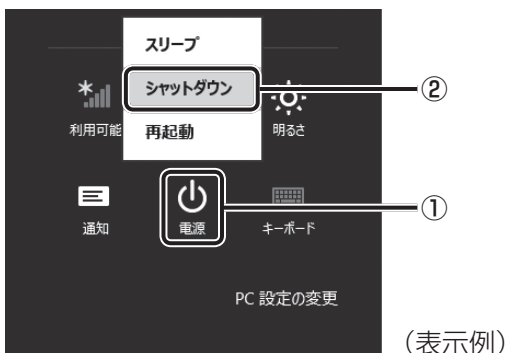 スリープ
シャットダウン
②
再起動
利用可能
明るさ
①
通知
電源
キーボード
PC 設定の変更
（表示例）